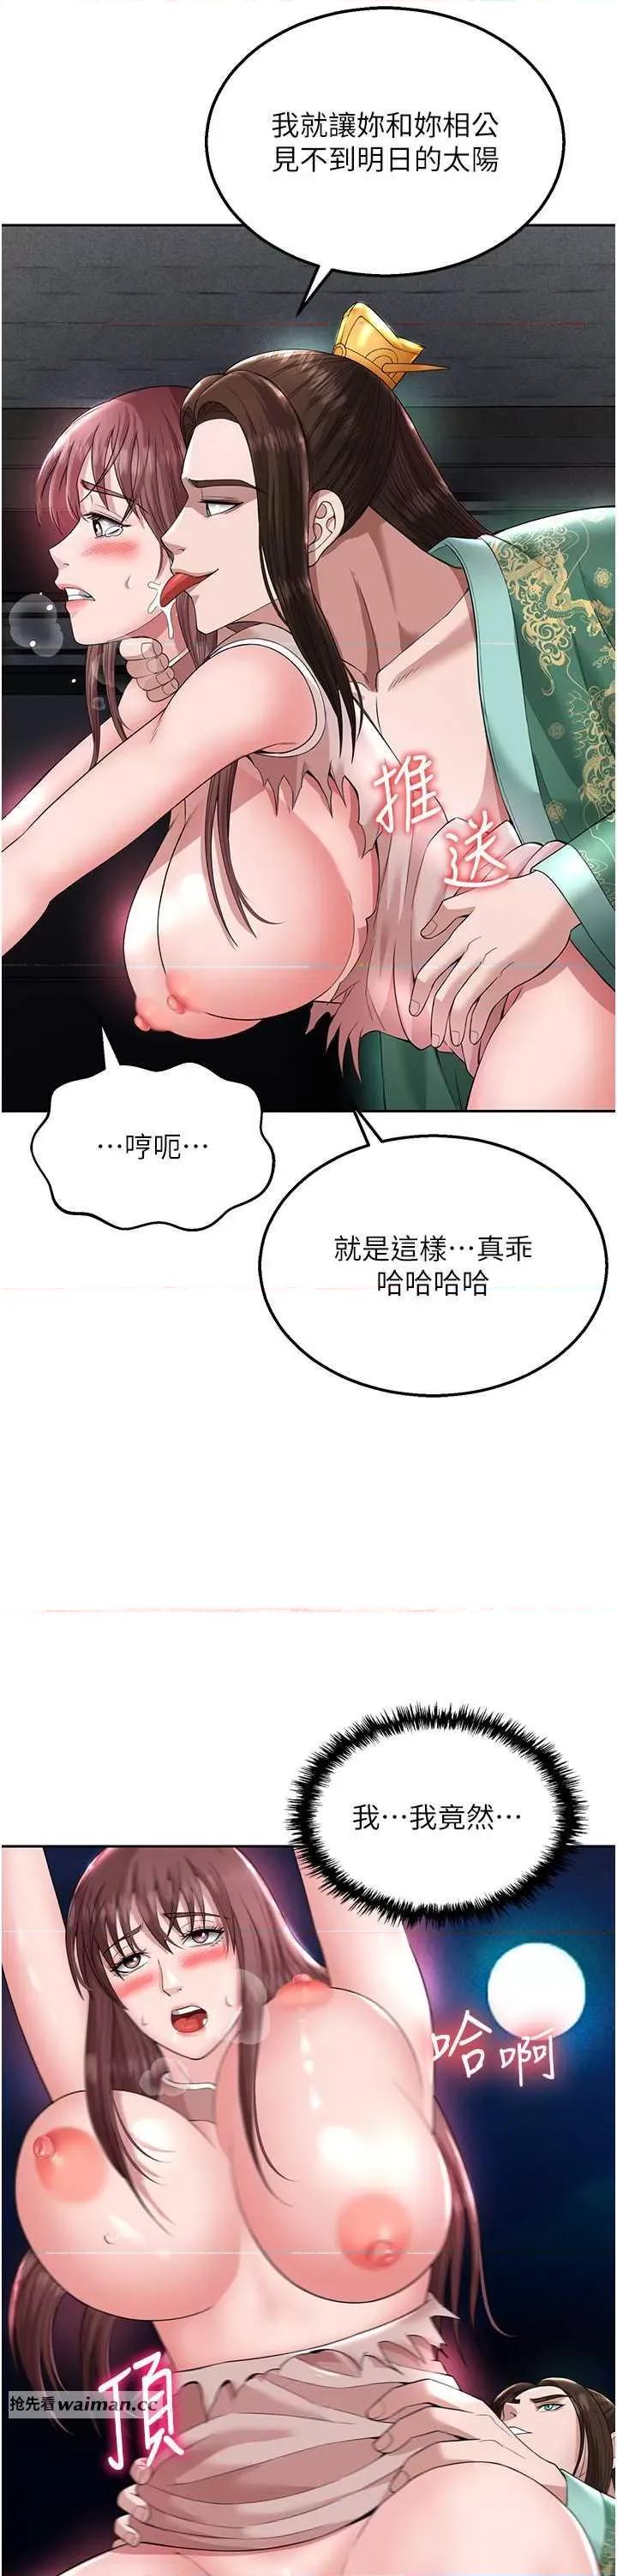 我就讓妳和妳相公
見不到明日的太陽
推送
…哼呃…
就是這樣…真乖
哈哈哈哈
我…我竟然…
哈啊
頂
抢先看waiman.cc